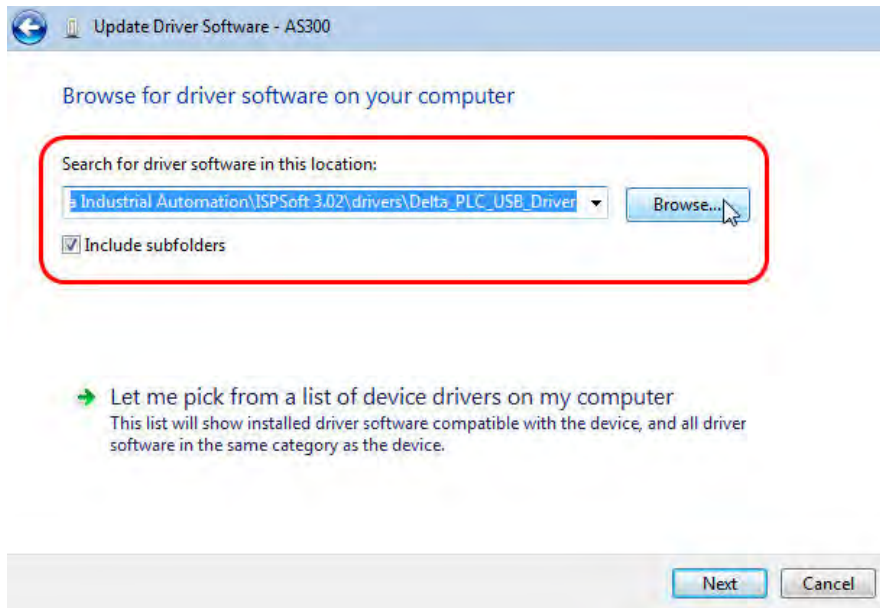 Update Driver Software - AS300
Browse for driver software on your computer
Search for driver software in this location:
a Industrial Automation\ISPSoft 3.02\drivers\Delta_PLC_USB_Driver
Browse...
Include subfolders
Let me pick from a list of device drivers on my computer
This list will show installed driver software compatible with the device, and all driver
software in the same category as the device.
Next
Cancel